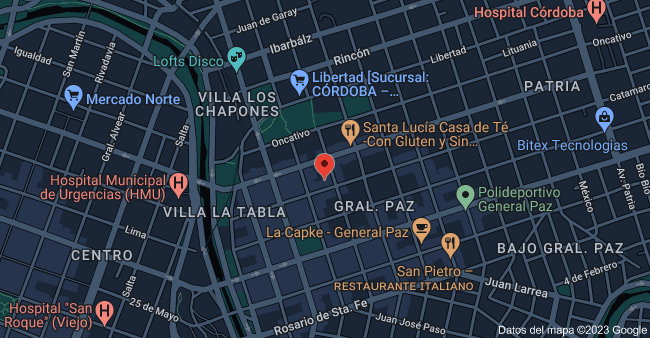 Hospital Córdoba
Juan de Garay
Ibarbálz
Rincón
Libertad
Lituania
Oncativo
San Martín
Rivadavia
Igualdad
Lofts Disco
Libertad [Sucursal:
CÓRDOBA –...
PATRIA
Catamarca
Mercado Norte
VILLA LOS
CHAPONES
Gral. Alvear
Salta
Oncativo
Santa Lucía Casa de Té
-Con Gluten y Sin...
Bitex Tecnologias
Hospital Municipal
de Urgencias (HMU)
Polideportivo
General Paz
México
Av. Patria
Bío Bío
VILLA LA TABLA
GRAL. PAZ
Lima
La Capke - General Paz
BAJO GRAL. PAZ
CENTRO
San Pietro –
RESTAURANTE ITALIANO
4 de Febrero
Juan Larrea
Salta
25 de Mayo
Hospital "San
Roque" (Viejo)
Rosario de Sta. Fe
Juan José Paso
Datos del mapa ©2023 Google